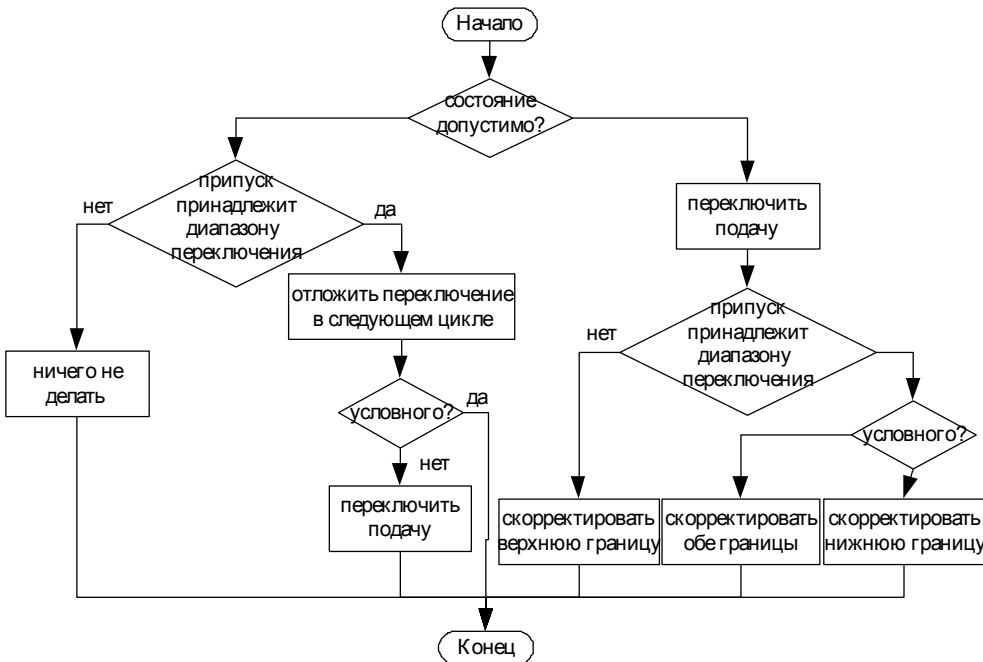 Начало
состояние
допустимо?
припуск
принадлежит
диапазону
переключения
нет
да
отложить переключение
в следующем цикле
ничего не
делать
условного?
да
нет
переключить
подачу
переключить
подачу
припуск
принадлежит
диапазону
переключения
нет
условного?
скорректировать
верхнюю границу
скорректировать
обе границы
скорректировать
нижнюю границу
Конец